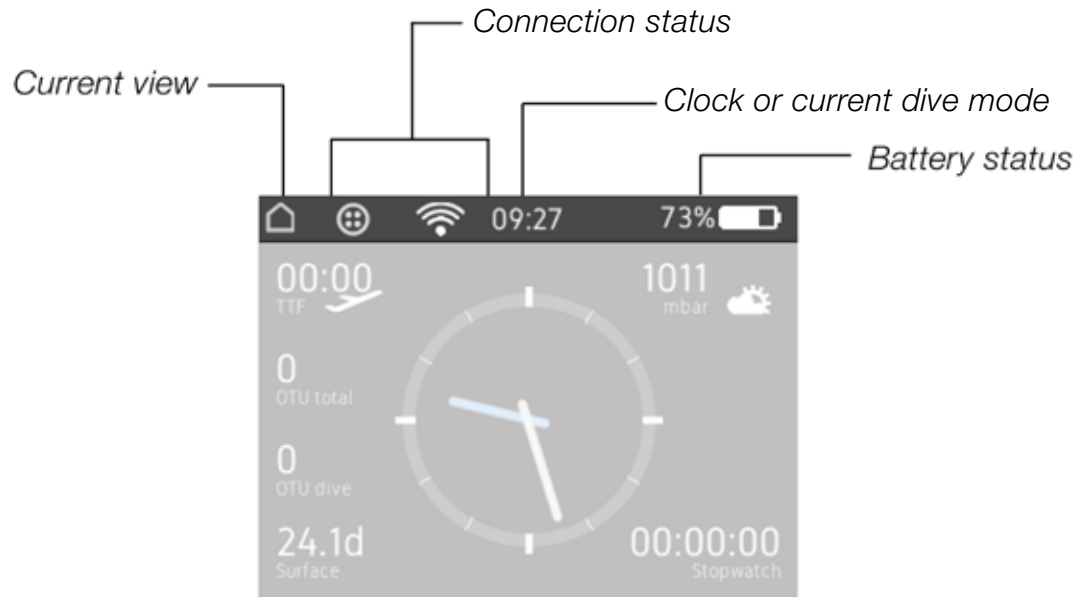 Connection status
Current view
Clock or current dive mode
Battery status
09:27
73%
00:00
TTF
1011
mbar
0
OTU total
0
OTU dive
24.1d
Surface
00:00:00
Stopwatch